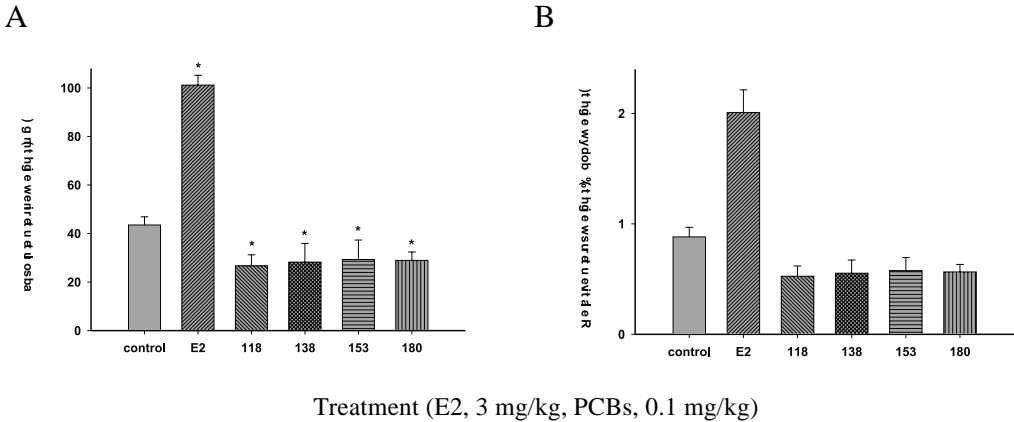 A B
*
100
80
60
40
20
0
* * * *
control E2 118 138 153 180
2
1
0
control E2 118 138 153 180
Treatment (E2, 3 mg/kg, PCBs, 0.1 mg/kg)